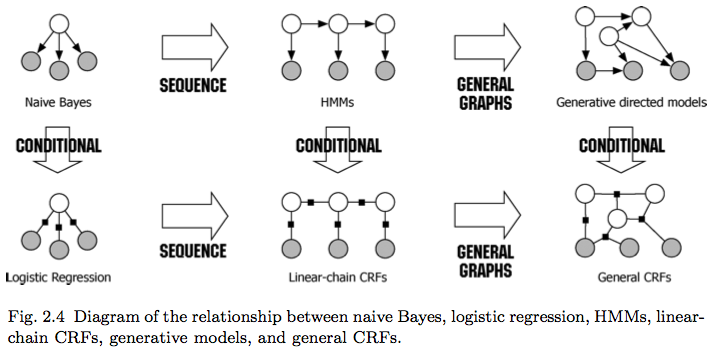 SEQUENCE
GENERAL
GRAPHS
Naive Bayes
HMMs
Generative directed models
CONDITIONAL
CONDITIONAL
CONDITIONAL
SEQUENCE
GENERAL
GRAPHS
Logistic Regression
Linear-chain CRFs
General CRFs
Fig. 2.4 Diagram of the relationship between naive Bayes, logistic regression, HMMs, linear-
chain CRFs, generative models, and general CRFs.